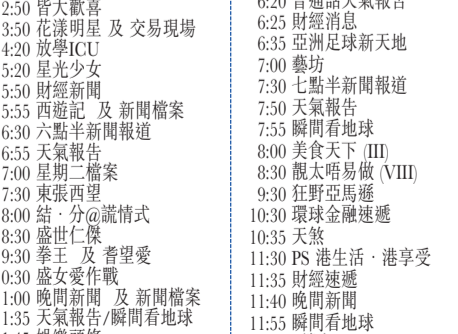 2:50 皆大歡喜
3:50 花漾明星 及 交易現場
4:20 放學ICU
5:20 星光少女
5:50 財經新聞
5:55 西遊記 及 新聞檔案
6:30 六點半新聞報道
6:55 天氣報告
7:00 星期二檔案
7:30 東張西望
8:00 結‧分@謊情式
8:30 盛世仁傑
9:30 拳王 及 耆望愛
0:30 盛女愛作戰
1:00 晚間新聞 及 新聞檔案
1:35 天氣報告/瞬間看地球
6:20 普通話天氣報告
6:25 財經消息
6:35 亞洲足球新天地
7:00 藝坊
7:30 七點半新聞報道
7:50 天氣報告
7:55 瞬間看地球
8:00 美食天下 (III)
8:30 靚太唔易做 (VIII)
9:30 狂野亞馬遜
10:30 環球金融速遞
10:35 天煞
11:30 PS 港生活‧港享受
11:35 財經速遞
11:40 晚間新聞
11:55 瞬間看地球